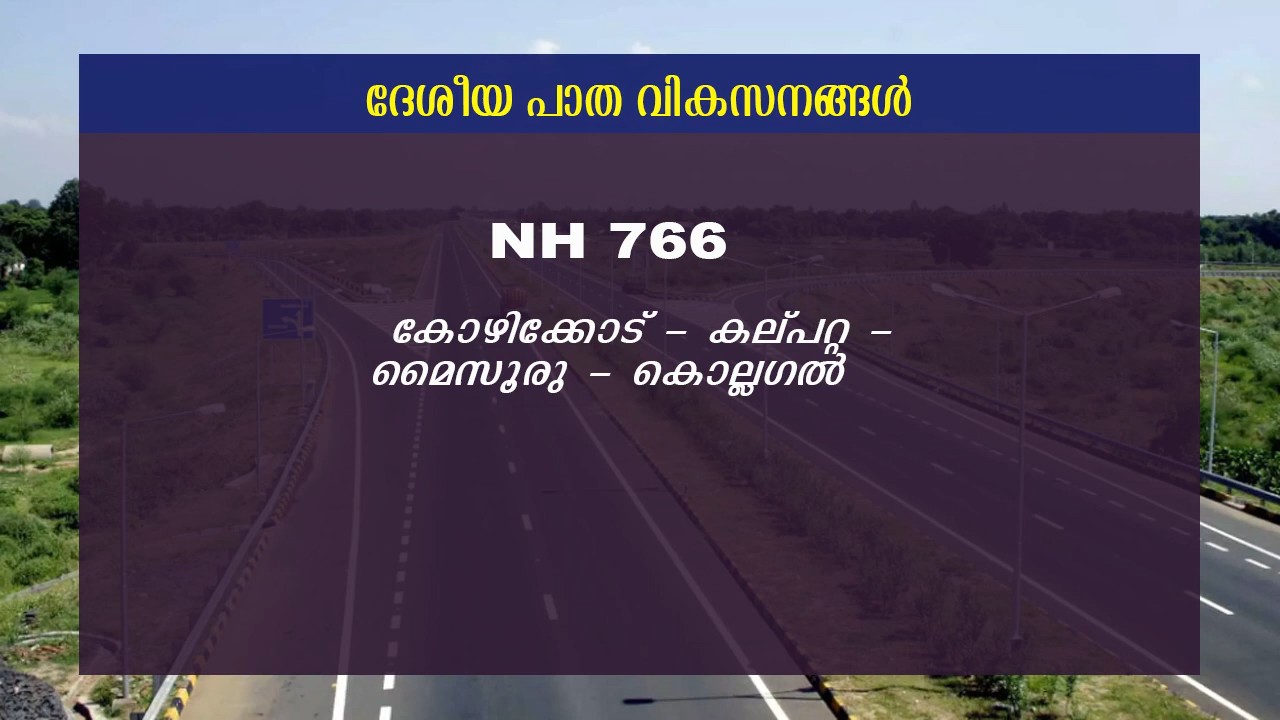 ദേശീയ പാത വികസനങ്ങൾ
NH 766
കോഴിക്കോട് - കല്പറ്റ -
മൈസൂരു - കൊല്ലഗൽ